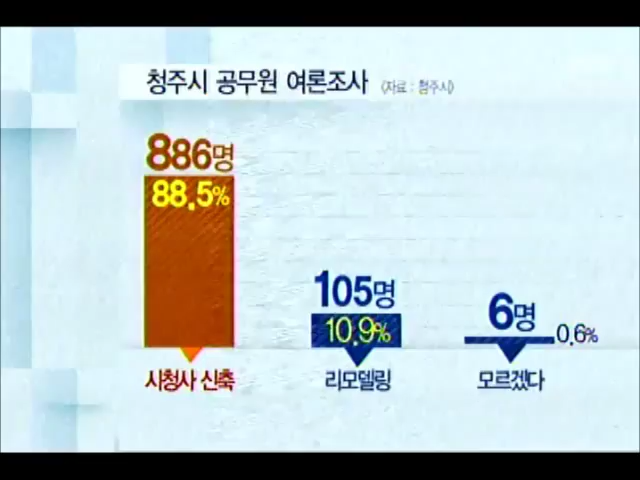 청주시 공무원 여론조사 (자료 : 청주시)
886명
88.5%
시청사 신축
105명
10.9%
리모델링
6명
0.6%
모르겠다